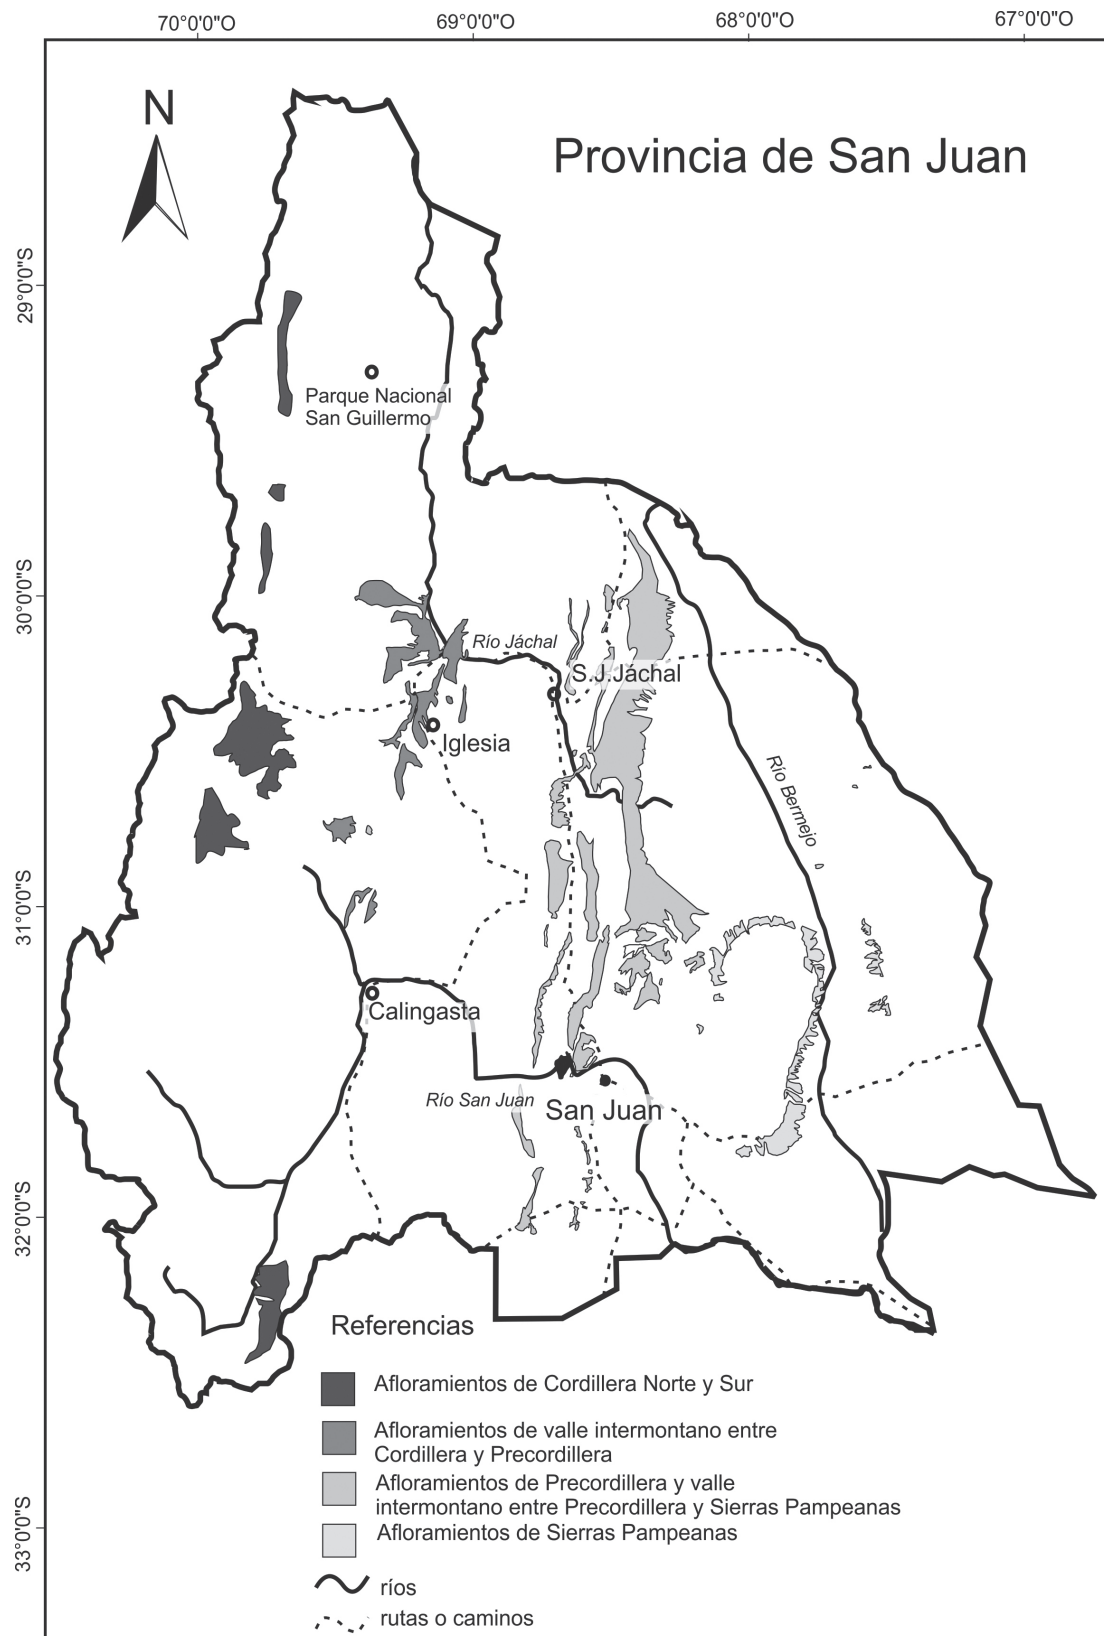 70°0'0"O
69°0'0"O
68°0'0"O
67°0'0"O
N
Provincia de San Juan
29°0'0"S
Parque Nacional
San Guillermo
30°0'0"S
Río Jáchal
S.J.Jáchal
Iglesia
Río Bermejo
31°0'0"S
Calingasta
Río San Juan
San Juan
32°0'0"S
Referencias
Afloramientos de Cordillera Norte y Sur
Afloramientos de valle intermontano entre
Cordillera y Precordillera
Afloramientos de Precordillera y valle
intermontano entre Precordillera y Sierras Pampeanas
Afloramientos de Sierras Pampeanas
33°0'0"S
ríos
rutas o caminos